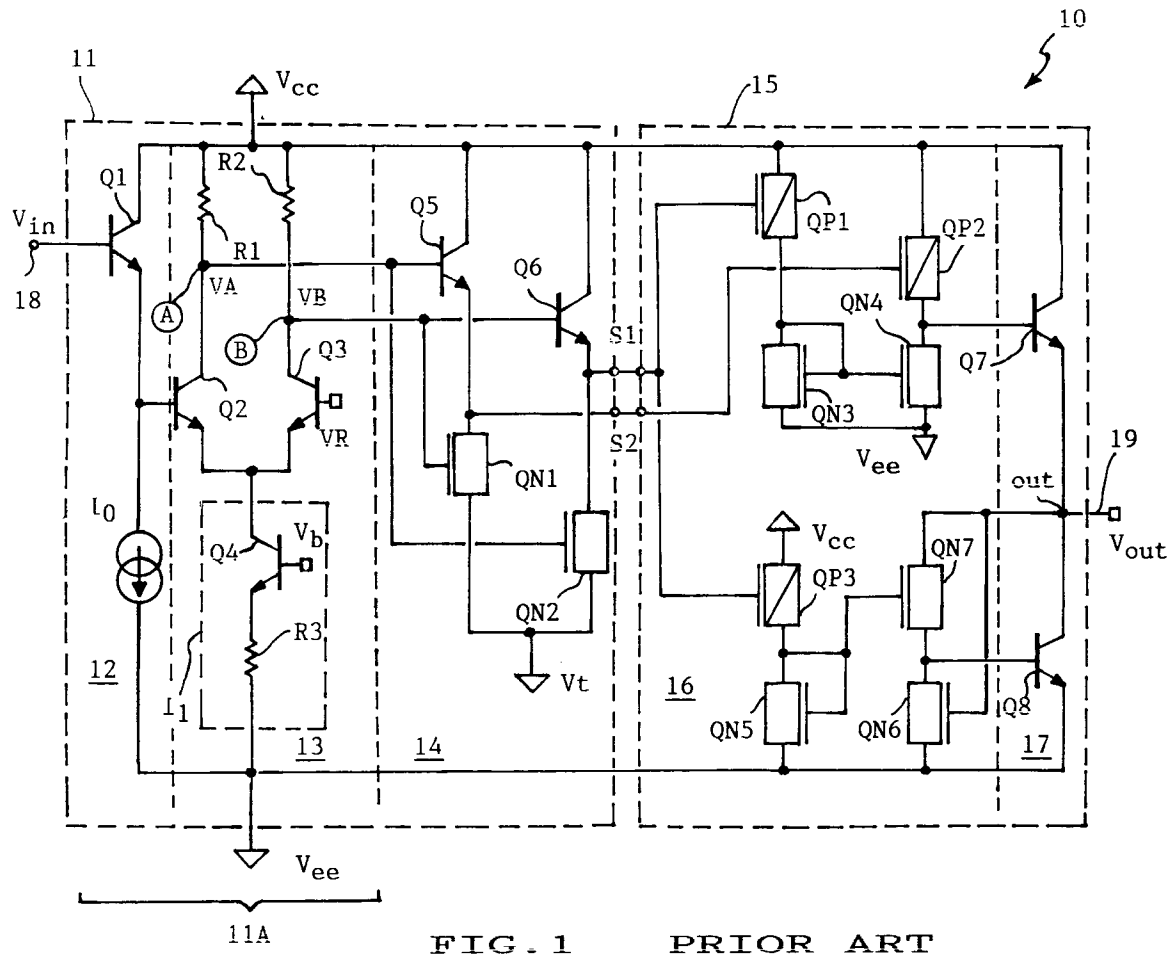 10
11
Vcc
15
Q1
R2
Vin
Q5
QP1
QP2
R1
18
VA
Q6
A
VB
S1
QN4
B
Q3
Q7
Q2
QN3
VR
S2
QN1
Vee
19
out
I0
Vb
Q4
Vcc
QN7
Vout
QN2
QP3
R3
12
Vt
16
I1
QN5
QN6
Q8
13
14
17
Vee
11A
FIG.1 PRIOR ART